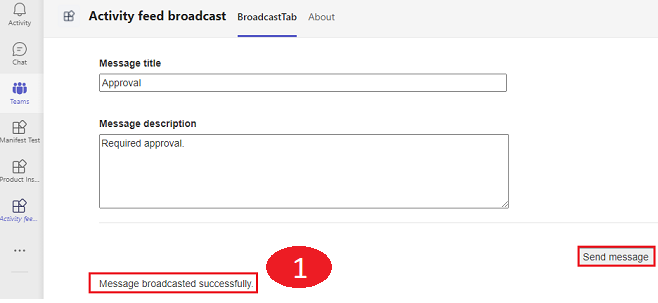 Activity feed broadcast BroadcastTab About
Activity
Chat
Teams
Manifest Test
Product Ins...
Activity fee...
...
Message title
Approval
Message description
Required approval.
Send message
Message broadcasted successfully.
1